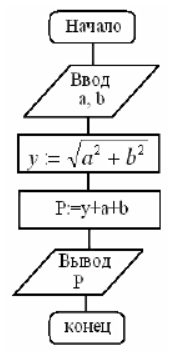 Начало
Ввод
a, b
y := √a² + b²
P:=y+a+b
Вывод
P
конец